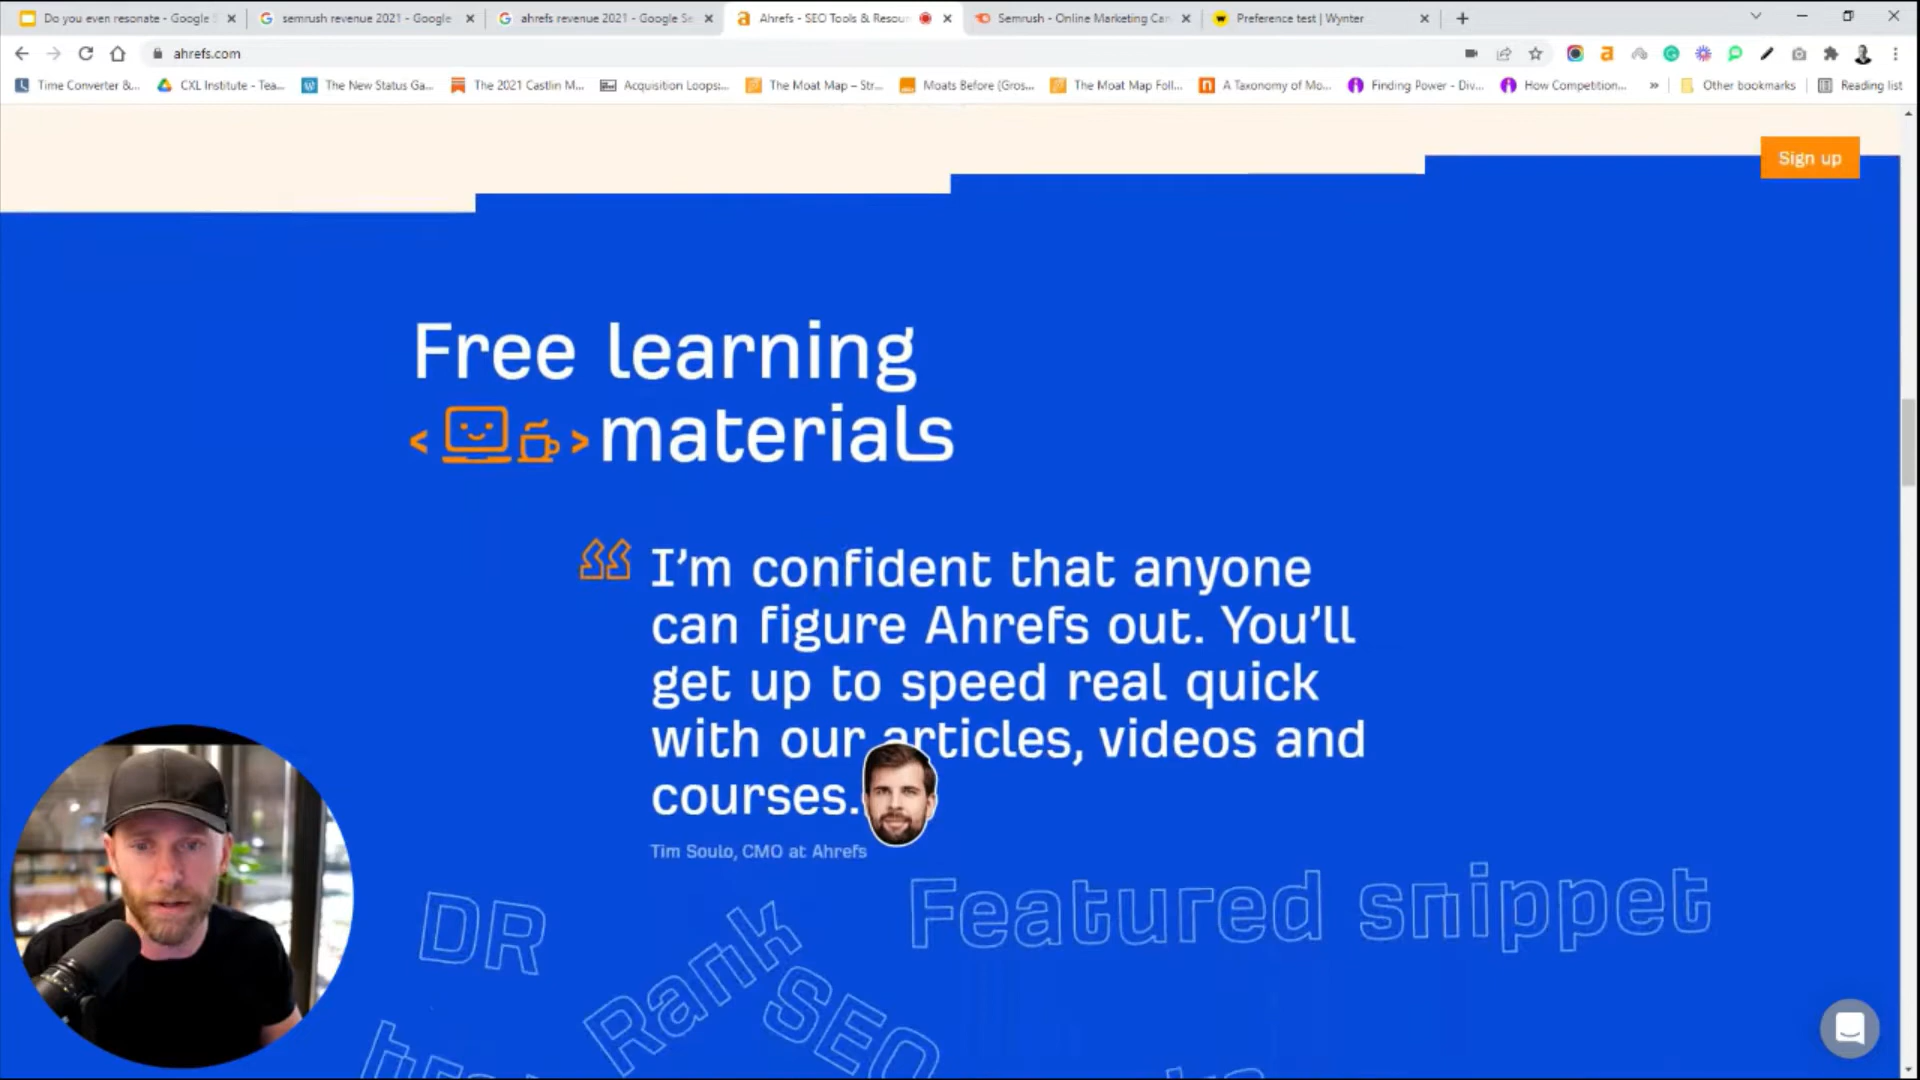 Do you even resonate - Google S
semrush revenue 2021 - Google
ahrefs revenue 2021 - Google Se
Ahrefs - SEO Tools & Resour
Semrush - Online Marketing Can
Preference test | Wynter
ahrefs.com
Time Converter &...
CXL Institute - Tea...
The New Status Ga...
The 2021 Castlin M...
Acquisition Loops:...
The Moat Map – Str...
Moats Before (Gros...
The Moat Map Foll...
A Taxonomy of Mo...
Finding Power - Div...
How Competition...
Other bookmarks
Reading list
Sign up
Free learning
materials
I’m confident that anyone
can figure Ahrefs out. You’ll
get up to speed real quick
with our articles, videos and
courses.
Tim Soulo, CMO at Ahrefs
DR
Rank
SEO
Featured snippet